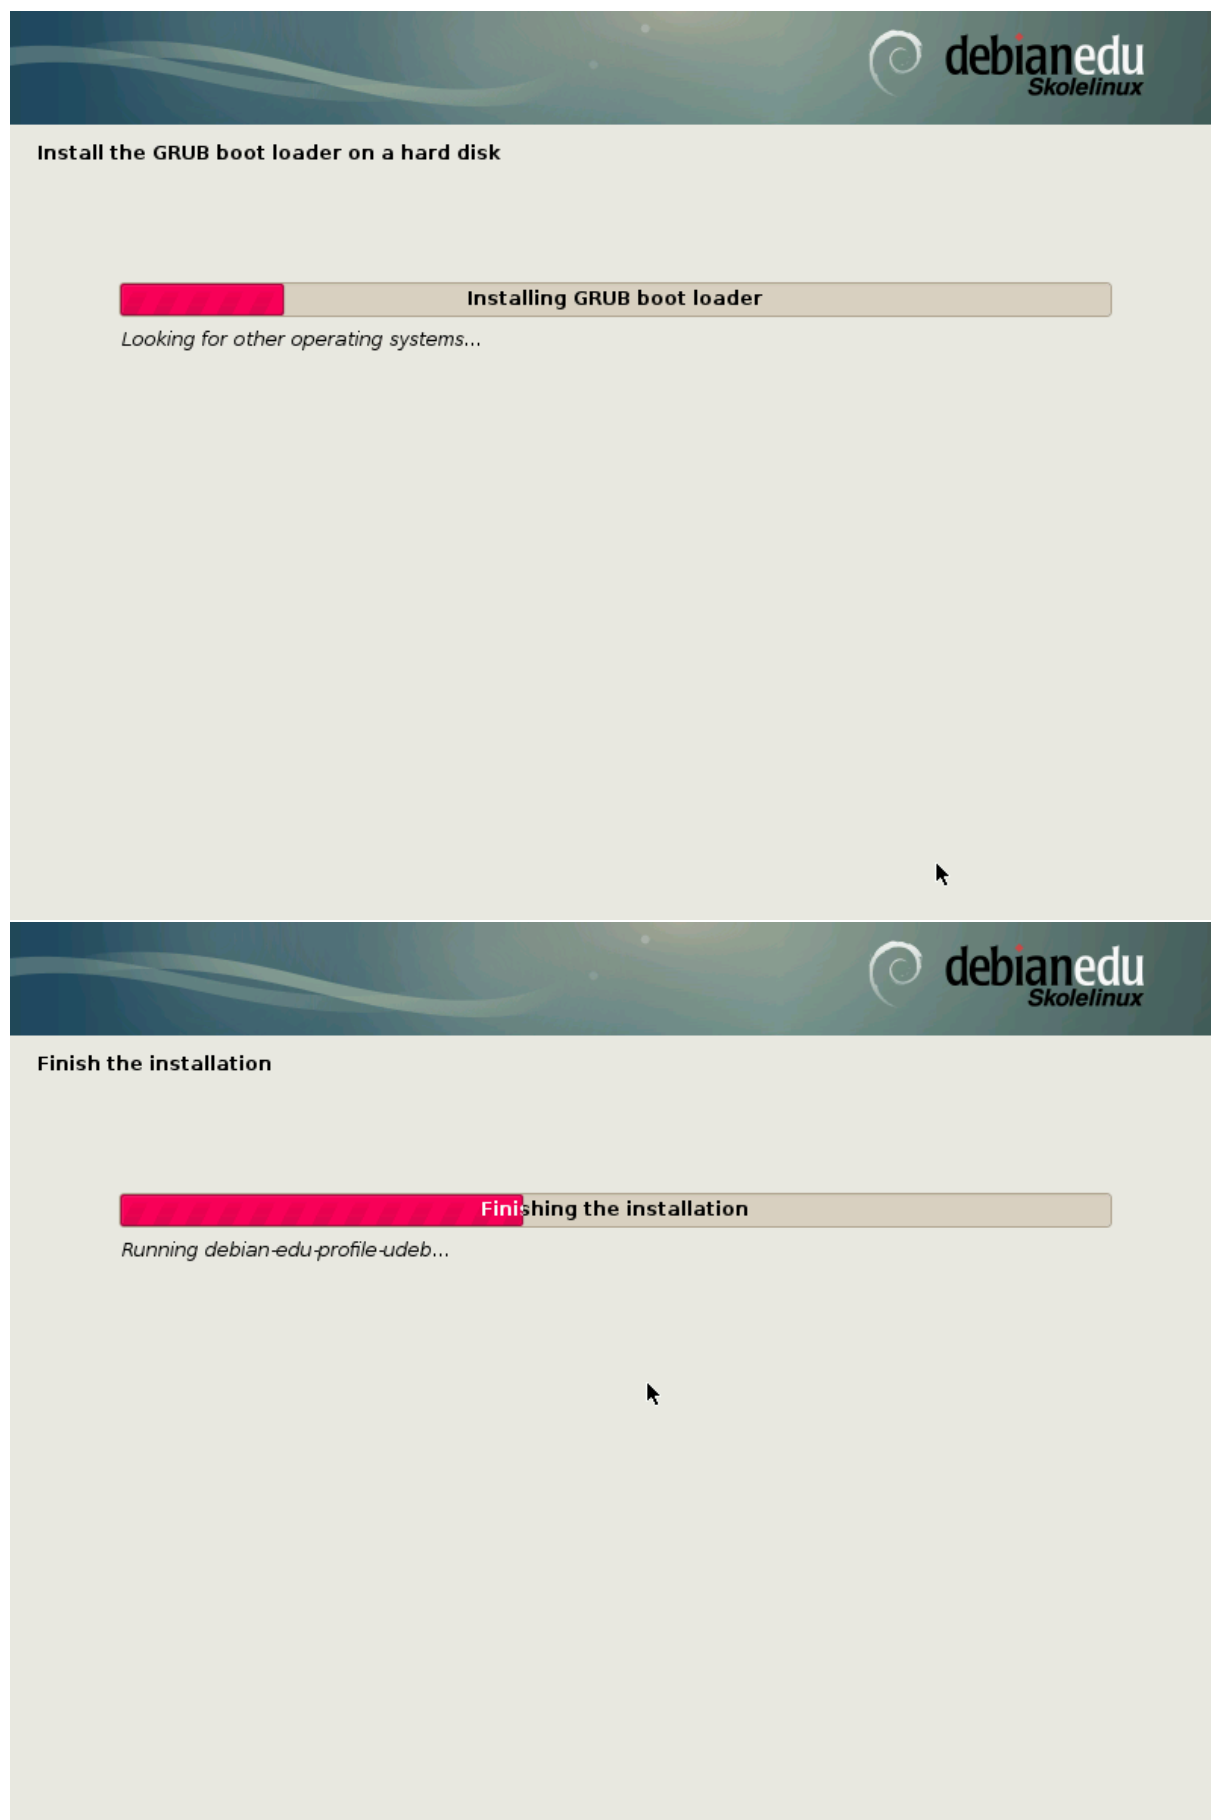 debianedu
Skolelinux
Install the GRUB boot loader on a hard disk
Installing GRUB boot loader
Looking for other operating systems...
debianedu
Skolelinux
Finish the installation
Finishing the installation
Running debian-edu-profile-udeb...